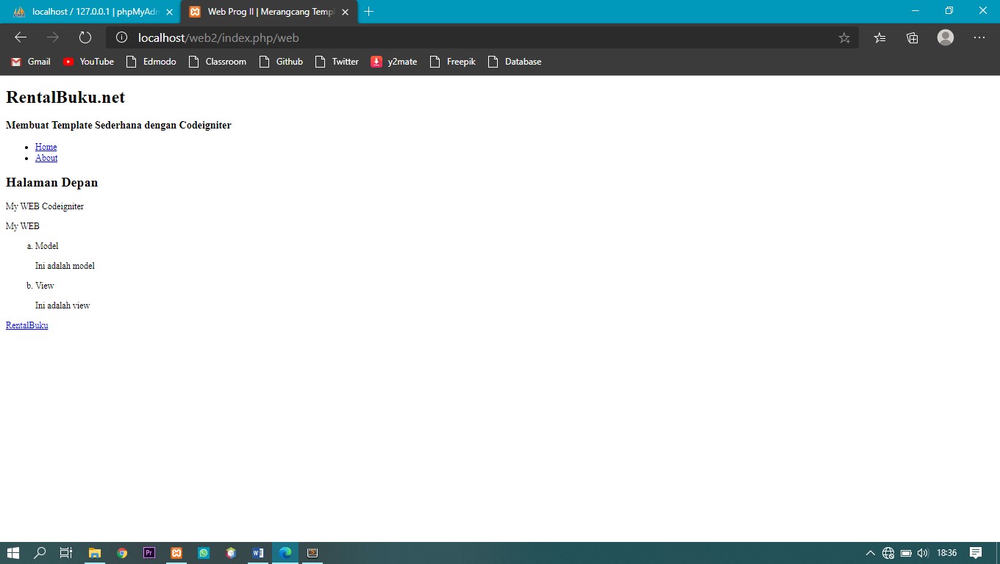 localhost / 127.0.0.1 | phpMyAdm
Web Prog II | Merangcang Templ
localhost/web2/index.php/web
Gmail YouTube Edmodo Classroom Github Twitter y2mate Freepik Database
RentalBuku.net
Membuat Template Sederhana dengan Codeigniter
Home
About
Halaman Depan
My WEB Codeigniter
My WEB
a. Model
Ini adalah model
b. View
Ini adalah view
RentalBuku
Pr
18:36